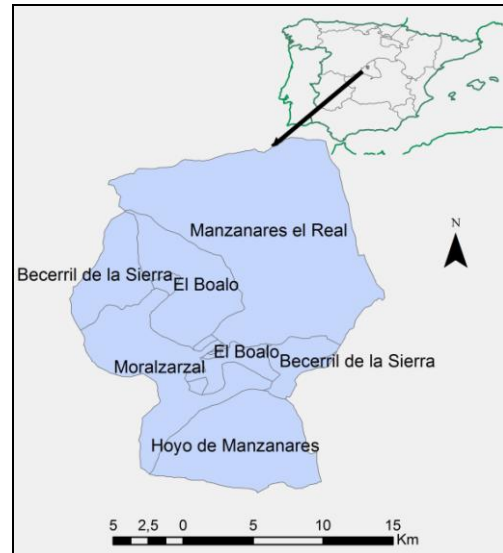 N
Manzanares el Real
Becerril de la Sierra
El Boalo
El Boalo
Moralzarzal
Becerril de la Sierra
Hoyo de Manzanares
5 2,5 0 5 10 15
Km